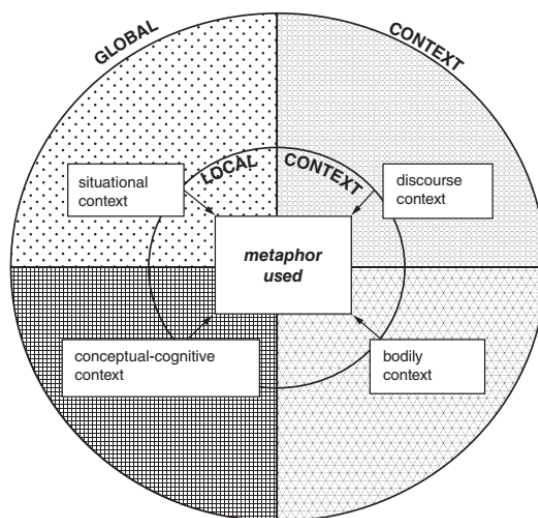 GLOBAL
CONTEXT
LOCAL
CONTEXT
situational
context
discourse
context
metaphor
used
conceptual-cognitive
context
bodily
context